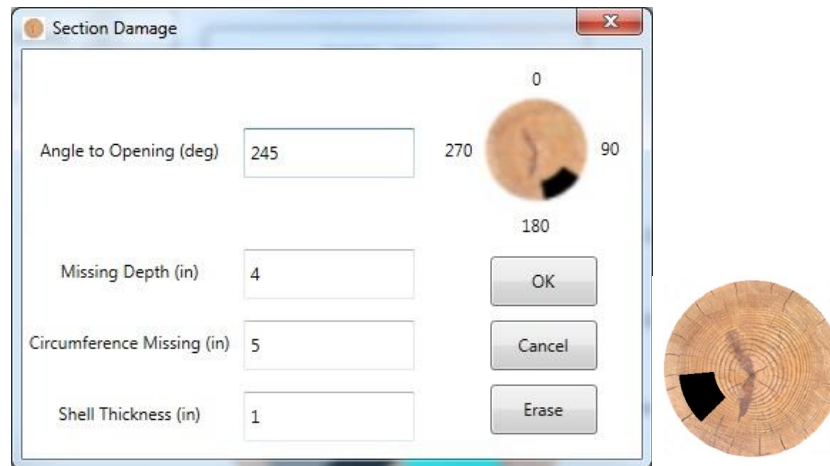 Section Damage
0
Angle to Opening (deg) 245 270 90
180
Missing Depth (in) 4 OK
Circumference Missing (in) 5 Cancel
Shell Thickness (in) 1 Erase